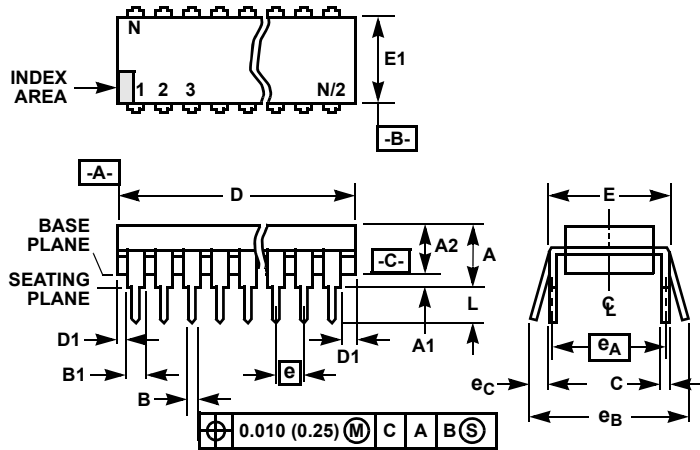 N
E1
INDEX
AREA
1 2 3 N/2
-B-
-A-
D
E
BASE
PLANE
A2
A
-C-
SEATING
PLANE
L
℄
D1
A1
D1
eA
B1
e
eC
C
B
eB
0.010 (0.25) Ⓜ C A B Ⓢ